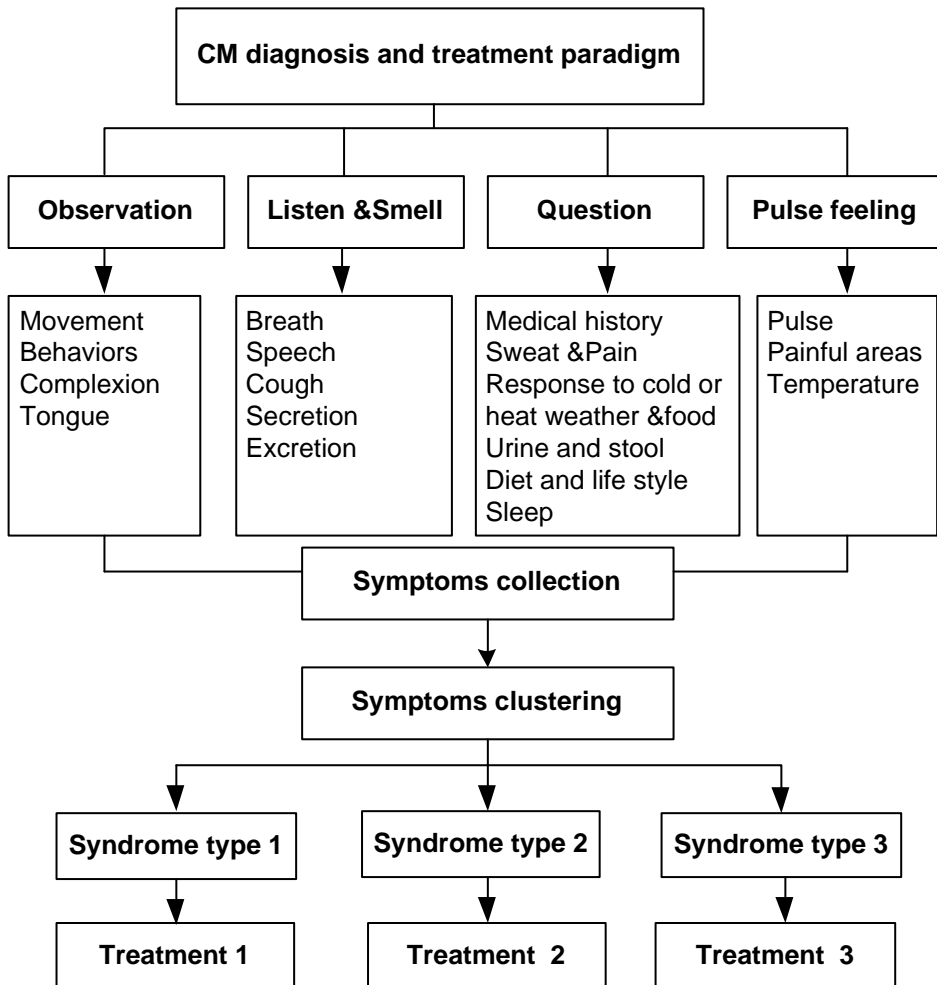 CM diagnosis and treatment paradigm
Observation
Listen &Smell
Question
Pulse feeling
Movement
Behaviors
Complexion
Tongue
Breath
Speech
Cough
Secretion
Excretion
Medical history
Sweat &Pain
Response to cold or
heat weather &food
Urine and stool
Diet and life style
Sleep
Pulse
Painful areas
Temperature
Symptoms collection
Symptoms clustering
Syndrome type 1
Syndrome type 2
Syndrome type 3
Treatment 1
Treatment 2
Treatment 3